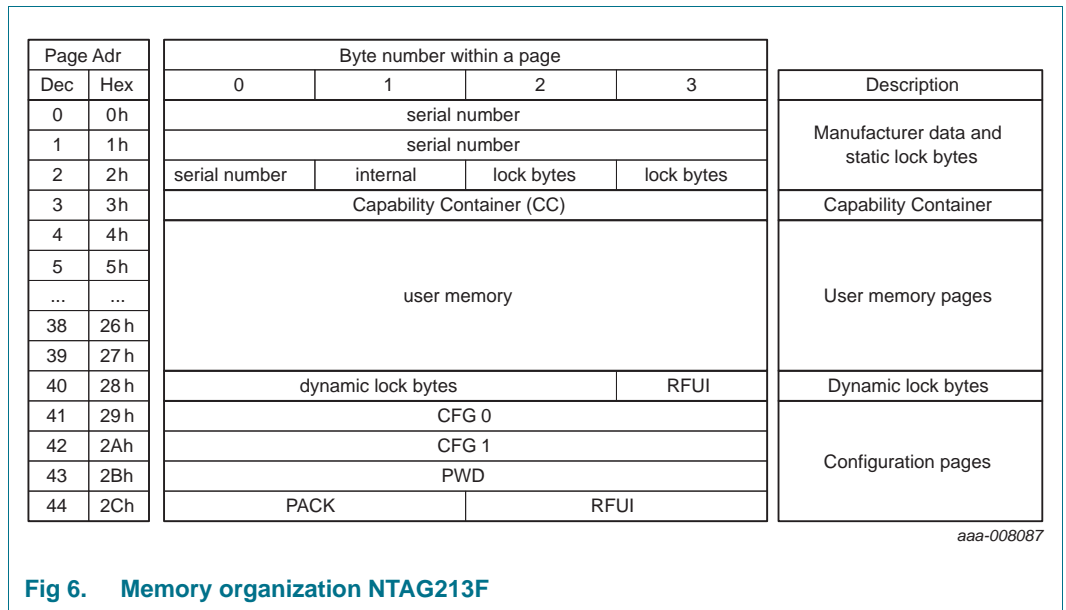 Page Adr Byte number within a page
Dec Hex 0 1 2 3 Description
0 0h serial number
Manufacturer data and
1 1h serial number
static lock bytes
2 2h serial number internal lock bytes lock bytes
3 3h Capability Container (CC) Capability Container
4 4h
5 5h
... ... user memory User memory pages
38 26h
39 27h
40 28h dynamic lock bytes RFUI Dynamic lock bytes
41 29h CFG 0
42 2Ah CFG 1
Configuration pages
43 2Bh PWD
44 2Ch PACK RFUI
aaa-008087
Fig 6. Memory organization NTAG213F